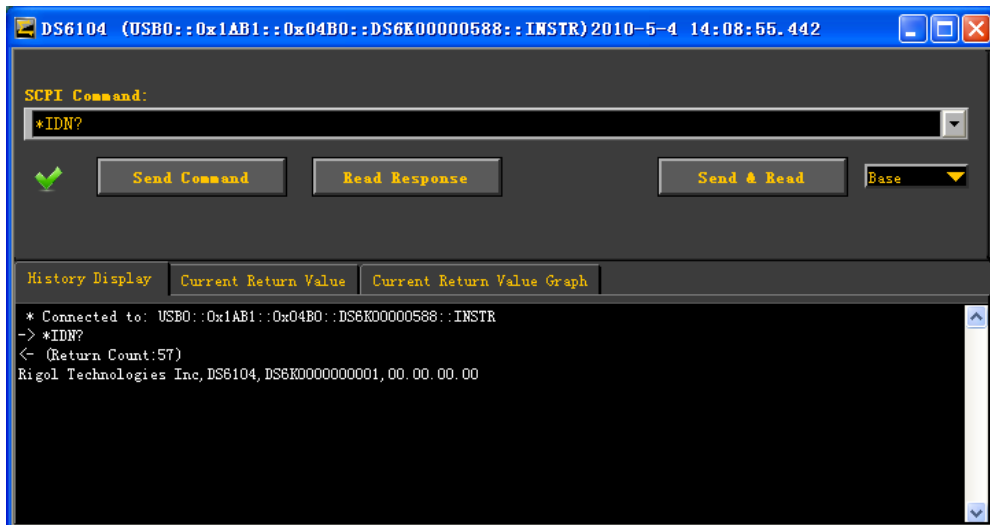 DS6104 (USB0::0x1AB1::0x04B0::DS6K00000588::INSTR)2010-5-4 14:08:55.442
SCPI Command:
*IDN?
Send Command Read Response Send & Read Base
History Display Current Return Value Current Return Value Graph
* Connected to: USB0::0x1AB1::0x04B0::DS6K00000588::INSTR
-> *IDN?
<- (Return Count:57)
Rigol Technologies Inc,DS6104,DS6K0000000001,00.00.00.00